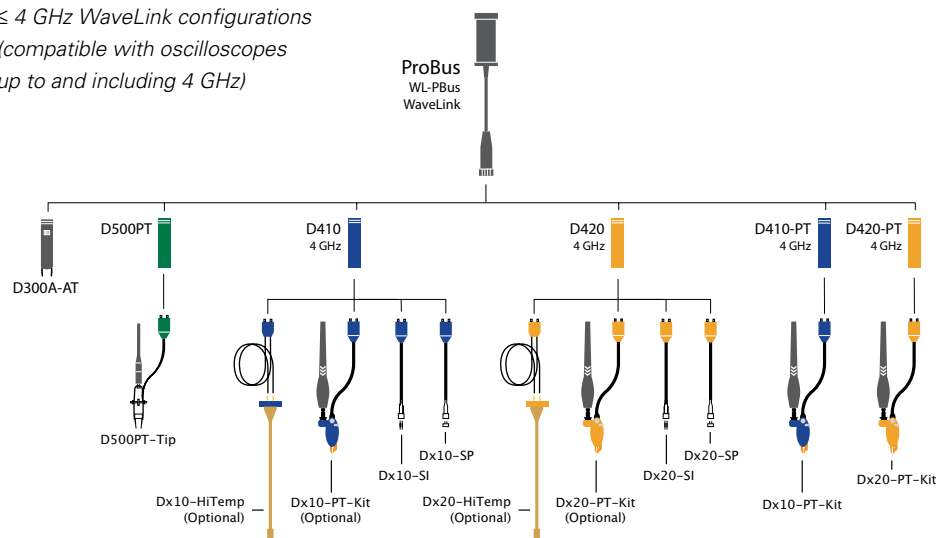 ≤ 4 GHz WaveLink configurations
(compatible with oscilloscopes
up to and including 4 GHz)
ProBus
WL-PBus
WaveLink
D300A-AT
D500PT
D410
4 GHz
D420
4 GHz
D410-PT
4 GHz
D420-PT
4 GHz
D500PT-Tip
Dx10-HiTemp
(Optional)
Dx10-PT-Kit
(Optional)
Dx10-SI
Dx10-SP
Dx20-HiTemp
(Optional)
Dx20-PT-Kit
(Optional)
Dx20-SI
Dx20-SP
Dx10-PT-Kit
Dx20-PT-Kit